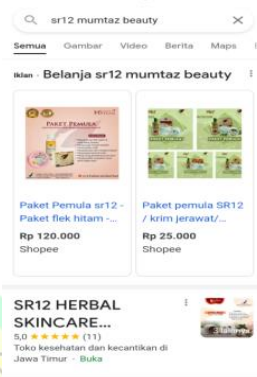 sr12 mumtaz beauty
Semua Gambar Video Berita Maps
Iklan · Belanja sr12 mumtaz beauty
PAKET PEMULA
Paket Pemula sr12 - Paket pemula SR12
Paket flek hitam -... / krim jerawat/...
Rp 120.000 Rp 25.000
Shopee Shopee
SR12 HERBAL
SKINCARE...
5,0 ★★★★★ (11)
Toko kesehatan dan kecantikan di
Jawa Timur · Buka